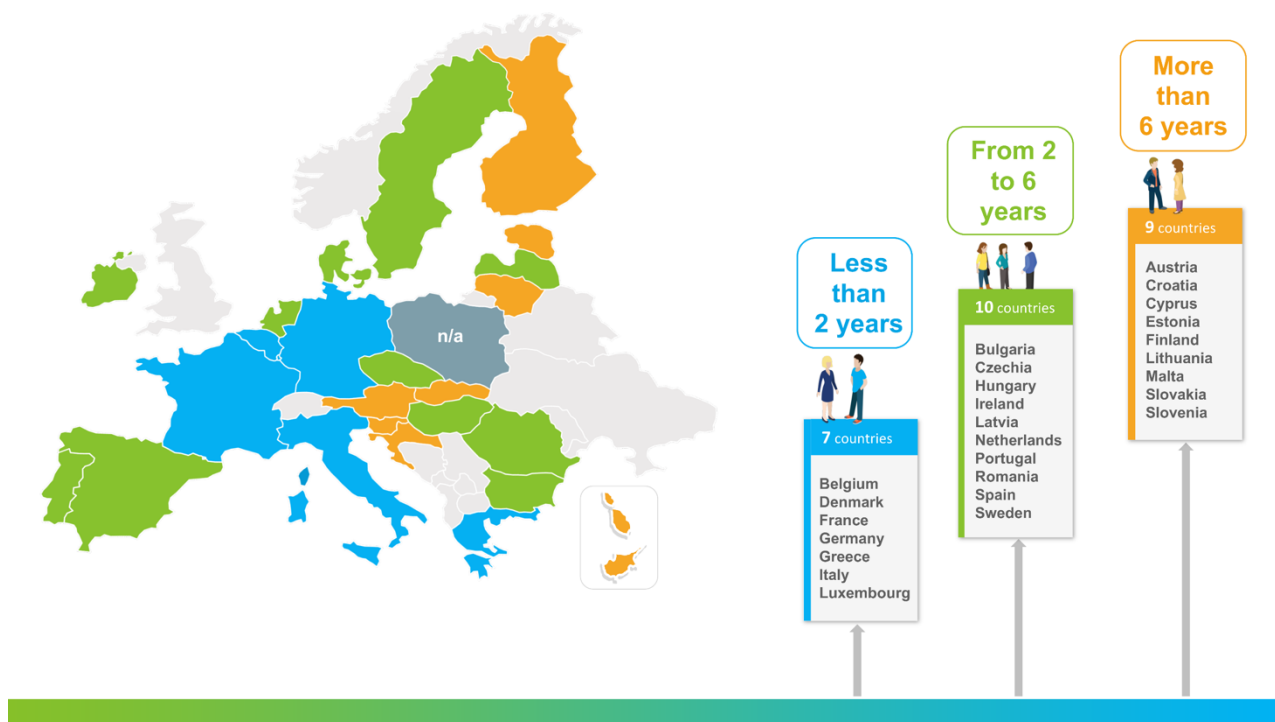 n/a
Less
than
2 years
7 countries
Belgium
Denmark
France
Germany
Greece
Italy
Luxembourg
From 2
to 6
years
10 countries
Bulgaria
Czechia
Hungary
Ireland
Latvia
Netherlands
Portugal
Romania
Spain
Sweden
More
than
6 years
9 countries
Austria
Croatia
Cyprus
Estonia
Finland
Lithuania
Malta
Slovakia
Slovenia